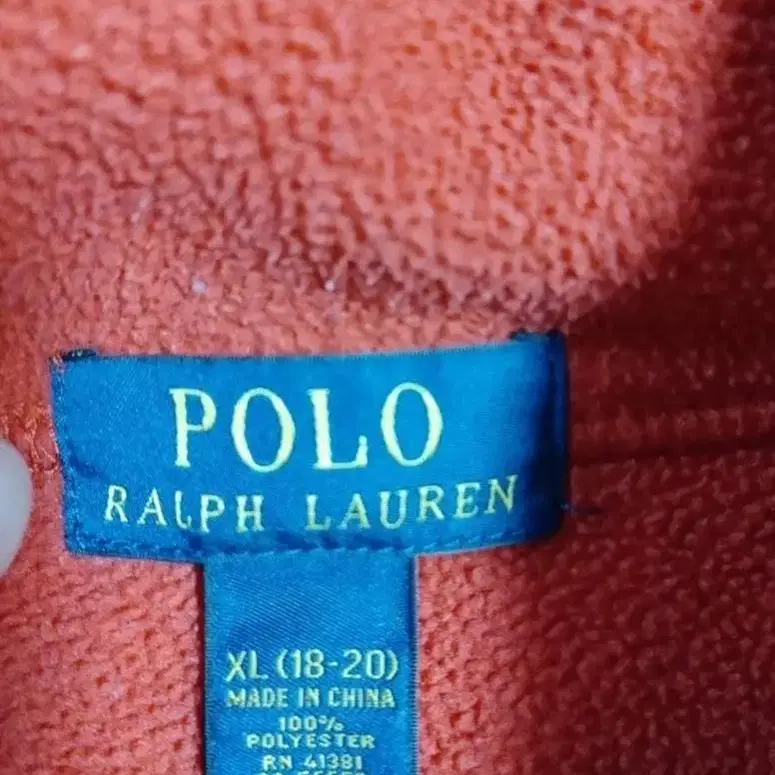 POLO
RALPH LAUREN
XL (18-20)
MADE IN CHINA
100%
POLYESTER
RN 41381